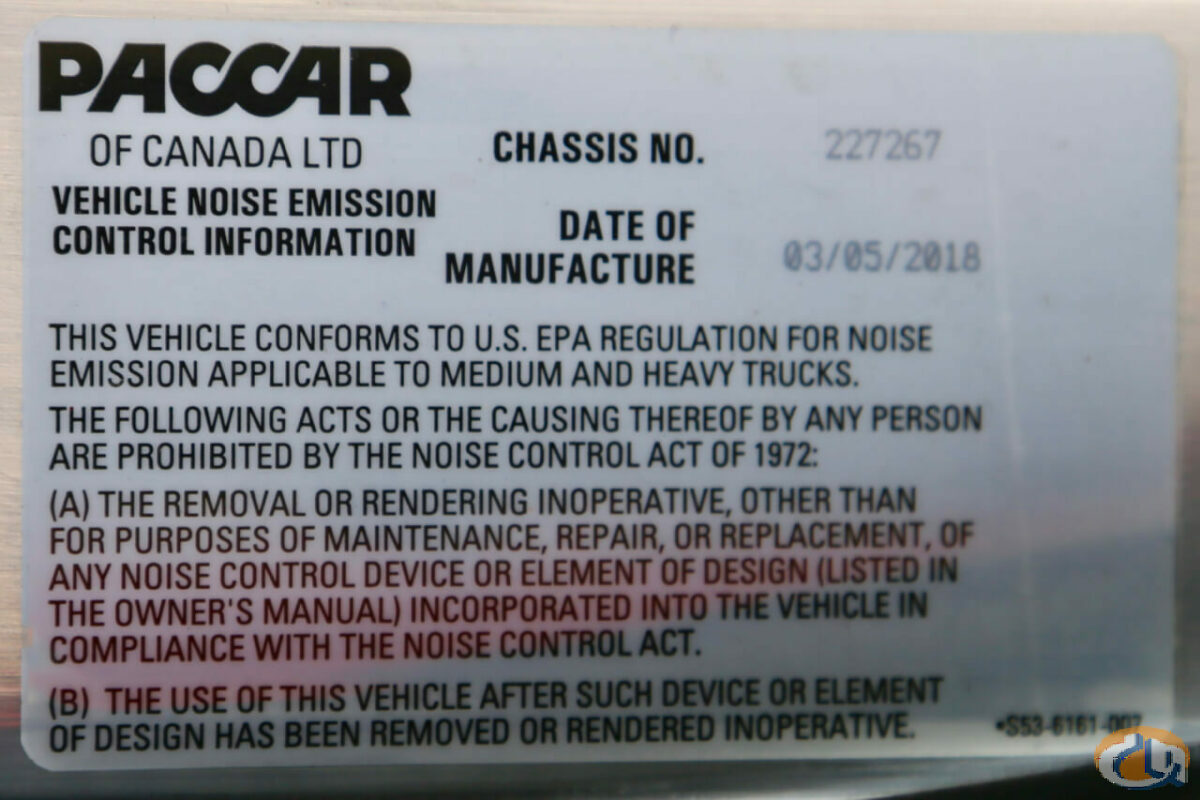 PACCAR
OF CANADA LTD
VEHICLE NOISE EMISSION
CONTROL INFORMATION
CHASSIS NO. 227267
DATE OF
MANUFACTURE 03/05/2018
THIS VEHICLE CONFORMS TO U.S. EPA REGULATION FOR NOISE
EMISSION APPLICABLE TO MEDIUM AND HEAVY TRUCKS.
THE FOLLOWING ACTS OR THE CAUSING THEREOF BY ANY PERSON
ARE PROHIBITED BY THE NOISE CONTROL ACT OF 1972:
(A) THE REMOVAL OR RENDERING INOPERATIVE, OTHER THAN
FOR PURPOSES OF MAINTENANCE, REPAIR, OR REPLACEMENT, OF
ANY NOISE CONTROL DEVICE OR ELEMENT OF DESIGN (LISTED IN
THE OWNER'S MANUAL) INCORPORATED INTO THE VEHICLE IN
COMPLIANCE WITH THE NOISE CONTROL ACT.
(B) THE USE OF THIS VEHICLE AFTER SUCH DEVICE OR ELEMENT
OF DESIGN HAS BEEN REMOVED OR RENDERED INOPERATIVE.
•S53-6161-007